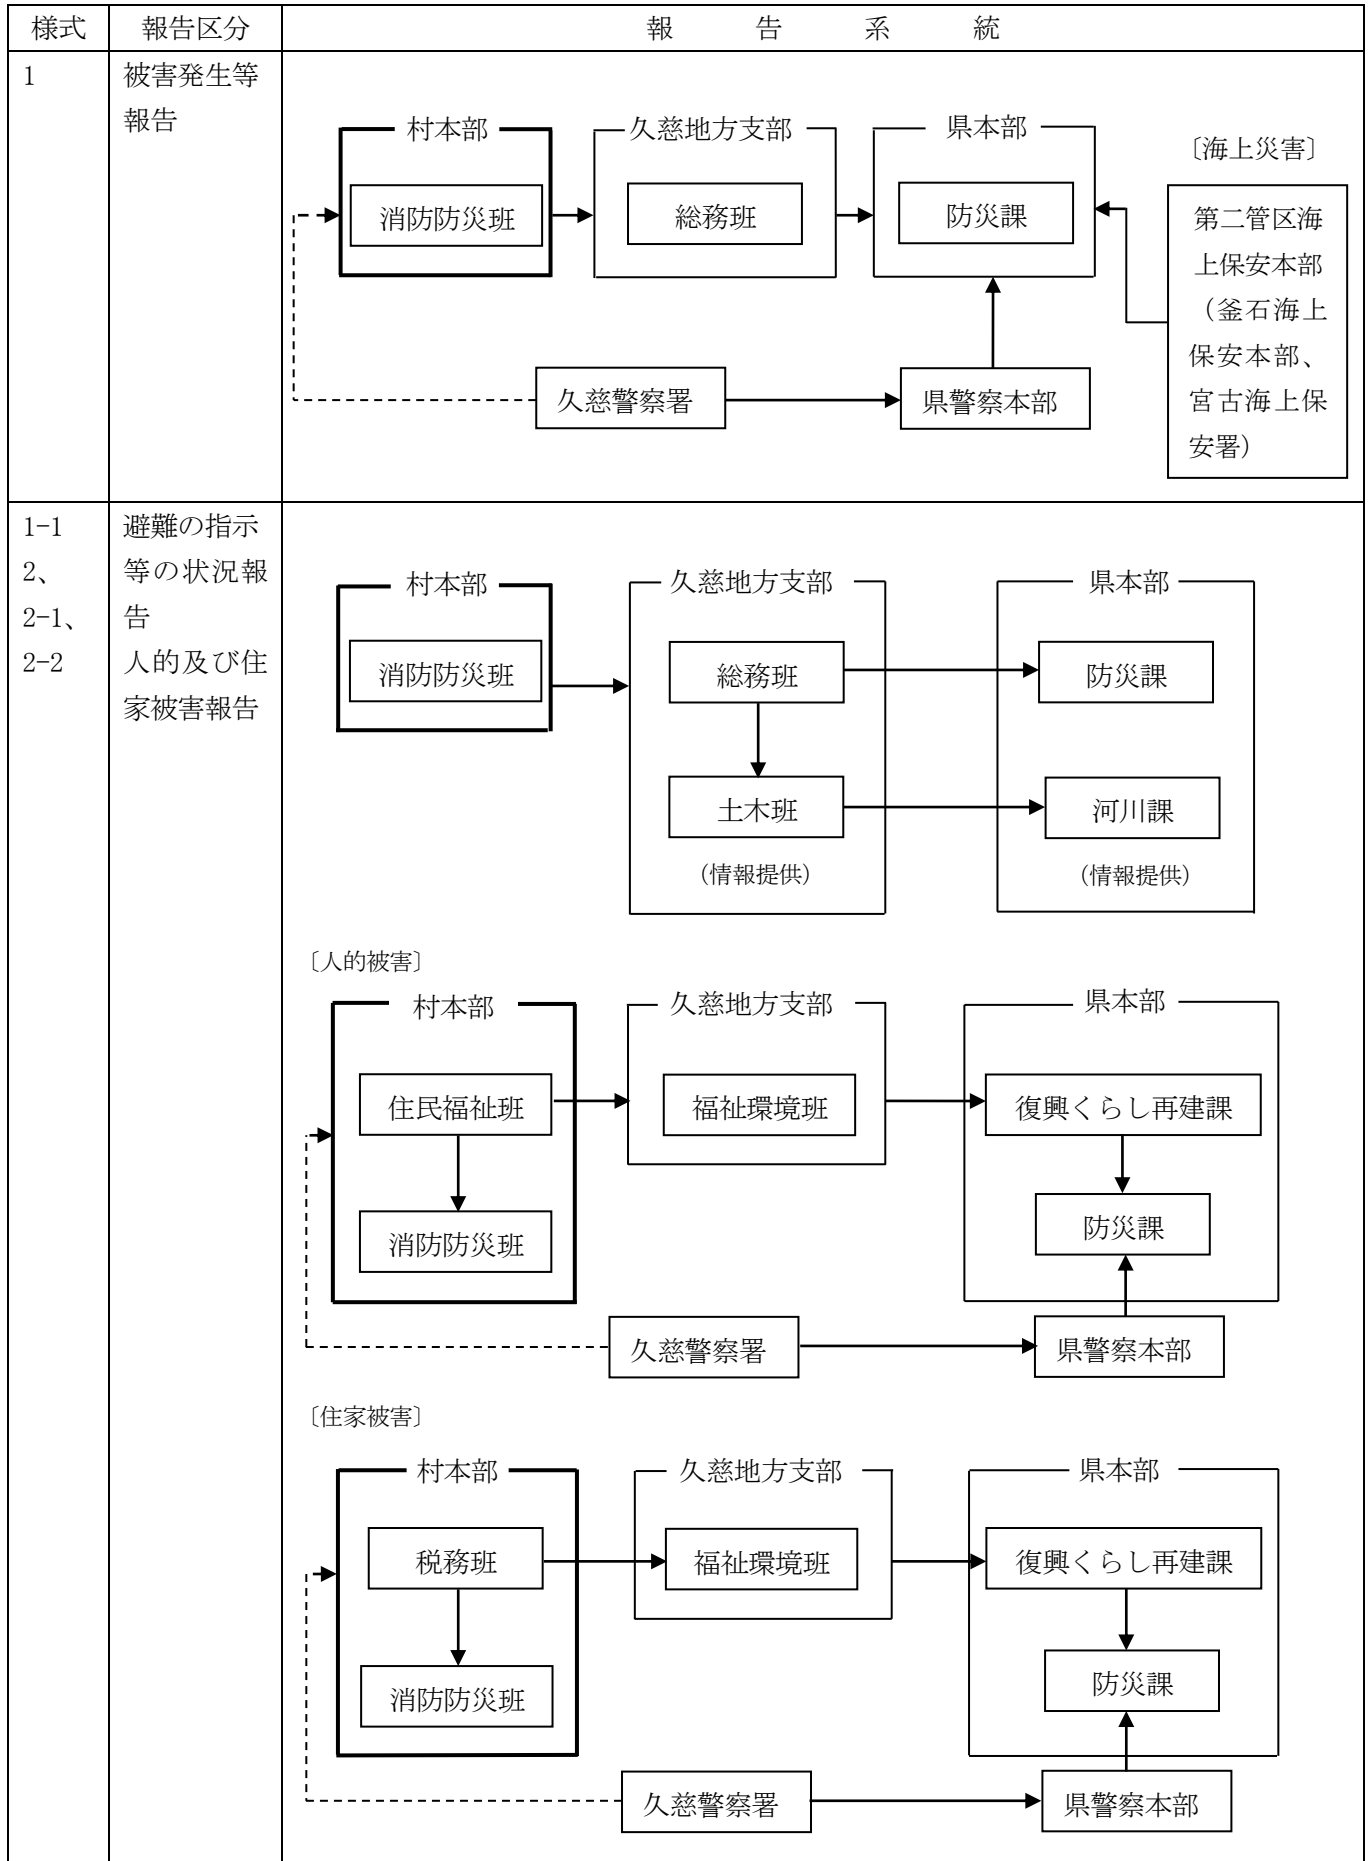 様式 報告区分 報告系統
1 被害発生等
報告
村本部 久慈地方支部 県本部
〔海上災害〕
消防防災班 総務班 防災課
第二管区海
上保安本部
（釜石海上
保安本部、
宮古海上保
安署）
久慈警察署 県警察本部
1-1 避難の指示
2、 等の状況報
2-1、 告
2-2 人的及び住
家被害報告
村本部 久慈地方支部 県本部
消防防災班 総務班 防災課
土木班 河川課
（情報提供） （情報提供）
〔人的被害〕
村本部 久慈地方支部 県本部
住民福祉班 福祉環境班 復興くらし再建課
消防防災班 防災課
久慈警察署 県警察本部
〔住家被害〕
村本部 久慈地方支部 県本部
税務班 福祉環境班 復興くらし再建課
消防防災班 防災課
久慈警察署 県警察本部